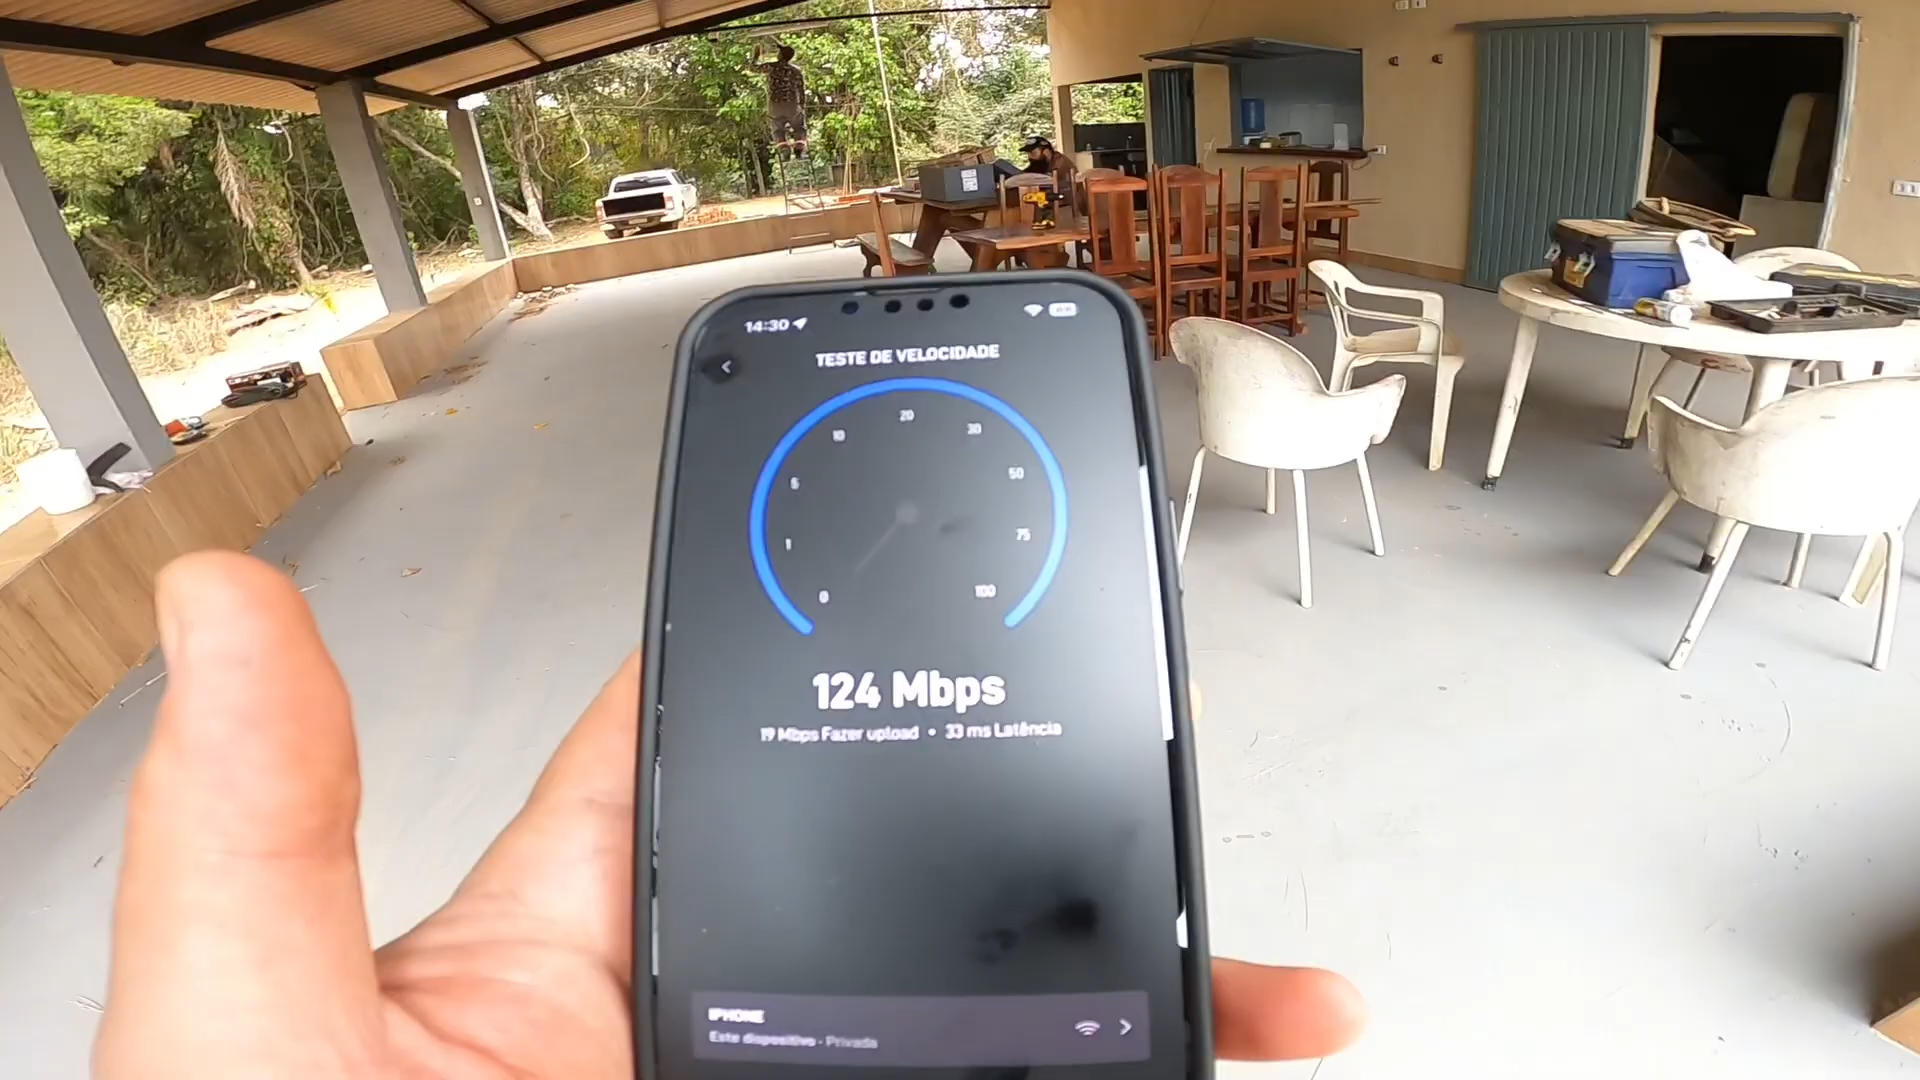 14:30
TESTE DE VELOCIDADE
20
10
30
5
50
1
75
0
100
124 Mbps
19 Mbps Fazer upload • 33 ms Latência
IPHONE
Este dispositivo · Privada